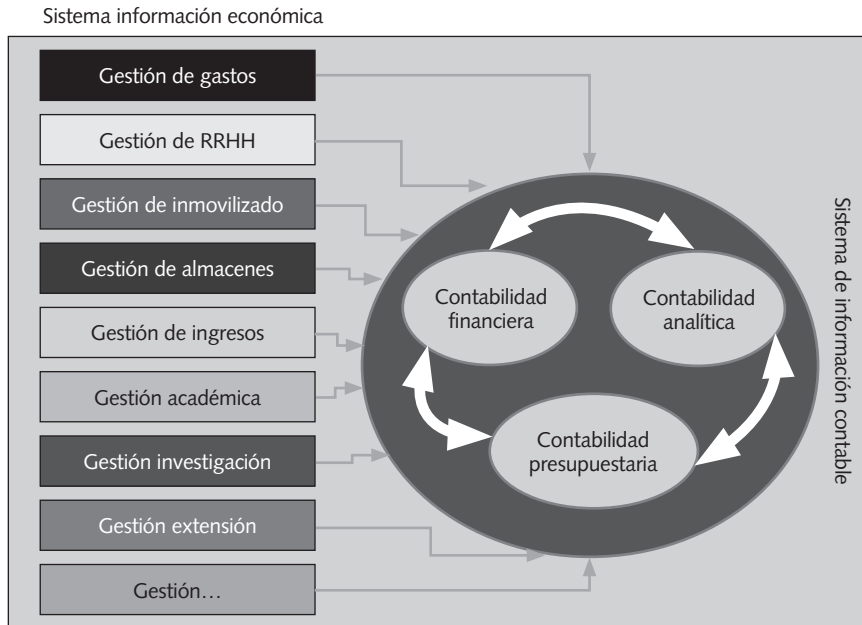 Sistema información económica
Gestión de gastos
Gestión de RRHH
Gestión de inmovilizado
Gestión de almacenes
Gestión de ingresos
Gestión académica
Gestión investigación
Gestión extensión
Gestión…
Contabilidad
financiera
Contabilidad
analítica
Contabilidad
presupuestaria
Sistema de información contable